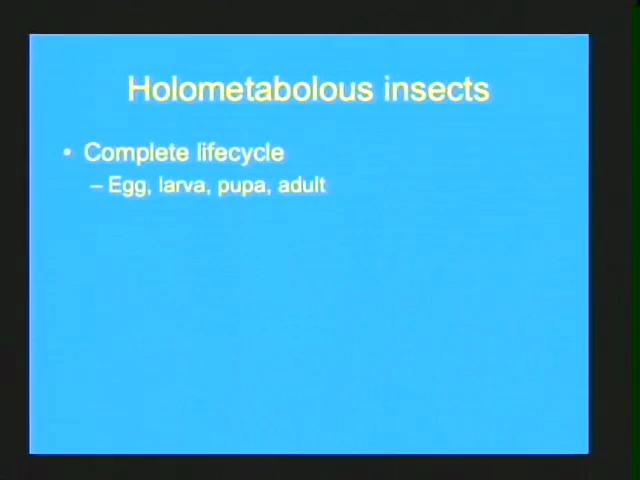 Holometabolous insects
• Complete lifecycle
– Egg, larva, pupa, adult